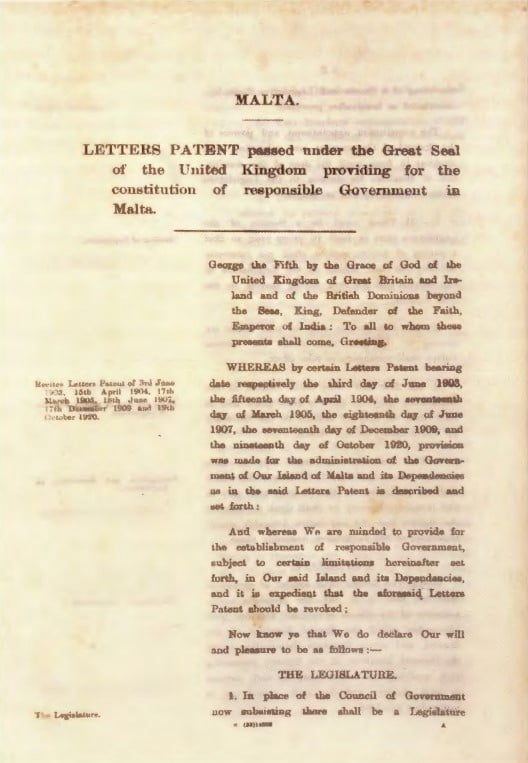 MALTA.
LETTERS PATENT passed under the Great Seal
of the United Kingdom providing for the
constitution of responsible Government in
Malta.
George the Fifth by the Grace of God of the
United Kingdom of Great Britain and Ire-
land and of the British Dominions beyond
the Seas, King, Defender of the Faith,
Emperor of India: To all to whom these
presents shall come, Greeting.
Recites Letters Patent of 3rd June
1903, 15th April 1904, 17th
March 1905, 18th June 1907,
17th December 1909 and 19th
October 1920.
WHEREAS by certain Letters Patent bearing
date respectively the third day of June 1903,
the fifteenth day of April 1904, the seventeenth
day of March 1905, the eighteenth day of June
1907, the seventeenth day of December 1909, and
the nineteenth day of October 1920, provision
was made for the administration of the Govern-
ment of Our Island of Malta and its Dependencies
as in the said Letters Patent is described and
set forth:
And whereas We are minded to provide for
the establishment of responsible Government,
subject to certain limitations hereinafter set
forth, in Our said Island and its Dependencies,
and it is expedient that the aforesaid Letters
Patent should be revoked;
Now know ye that We do declare Our will
and pleasure to be as follows:—
THE LEGISLATURE.
The Legislature.
1. In place of the Council of Government
now subsisting there shall be a Legislature
A